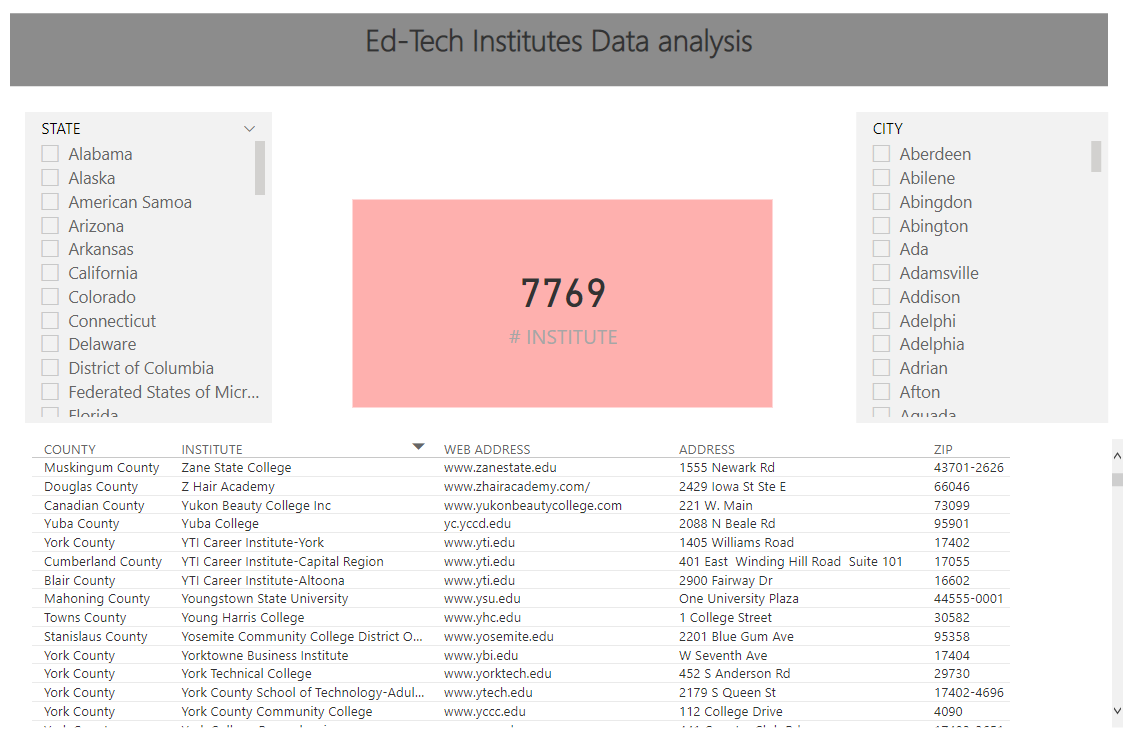 Ed-Tech Institutes Data analysis
STATE
Alabama
Alaska
American Samoa
Arizona
Arkansas
California
Colorado
Connecticut
Delaware
District of Columbia
Federated States of Micr...
Florida
7769
# INSTITUTE
CITY
Aberdeen
Abilene
Abingdon
Abington
Ada
Adamsville
Addison
Adelphi
Adelphia
Adrian
Afton
Aguada
COUNTY INSTITUTE WEB ADDRESS ADDRESS ZIP
Muskingum County Zane State College www.zanestate.edu 1555 Newark Rd 43701-2626
Douglas County Z Hair Academy www.zhairacademy.com/ 2429 Iowa St Ste E 66046
Canadian County Yukon Beauty College Inc www.yukonbeautycollege.com 221 W. Main 73099
Yuba County Yuba College yc.yccd.edu 2088 N Beale Rd 95901
York County YTI Career Institute-York www.yti.edu 1405 Williams Road 17402
Cumberland County YTI Career Institute-Capital Region www.yti.edu 401 East  Winding Hill Road  Suite 101 17055
Blair County YTI Career Institute-Altoona www.yti.edu 2900 Fairway Dr 16602
Mahoning County Youngstown State University www.ysu.edu One University Plaza 44555-0001
Towns County Young Harris College www.yhc.edu 1 College Street 30582
Stanislaus County Yosemite Community College District O... www.yosemite.edu 2201 Blue Gum Ave 95358
York County Yorktowne Business Institute www.ybi.edu W Seventh Ave 17404
York County York Technical College www.yorktech.edu 452 S Anderson Rd 29730
York County York County School of Technology-Adul... www.ytech.edu 2179 S Queen St 17402-4696
York County York County Community College www.yccc.edu 112 College Drive 4090